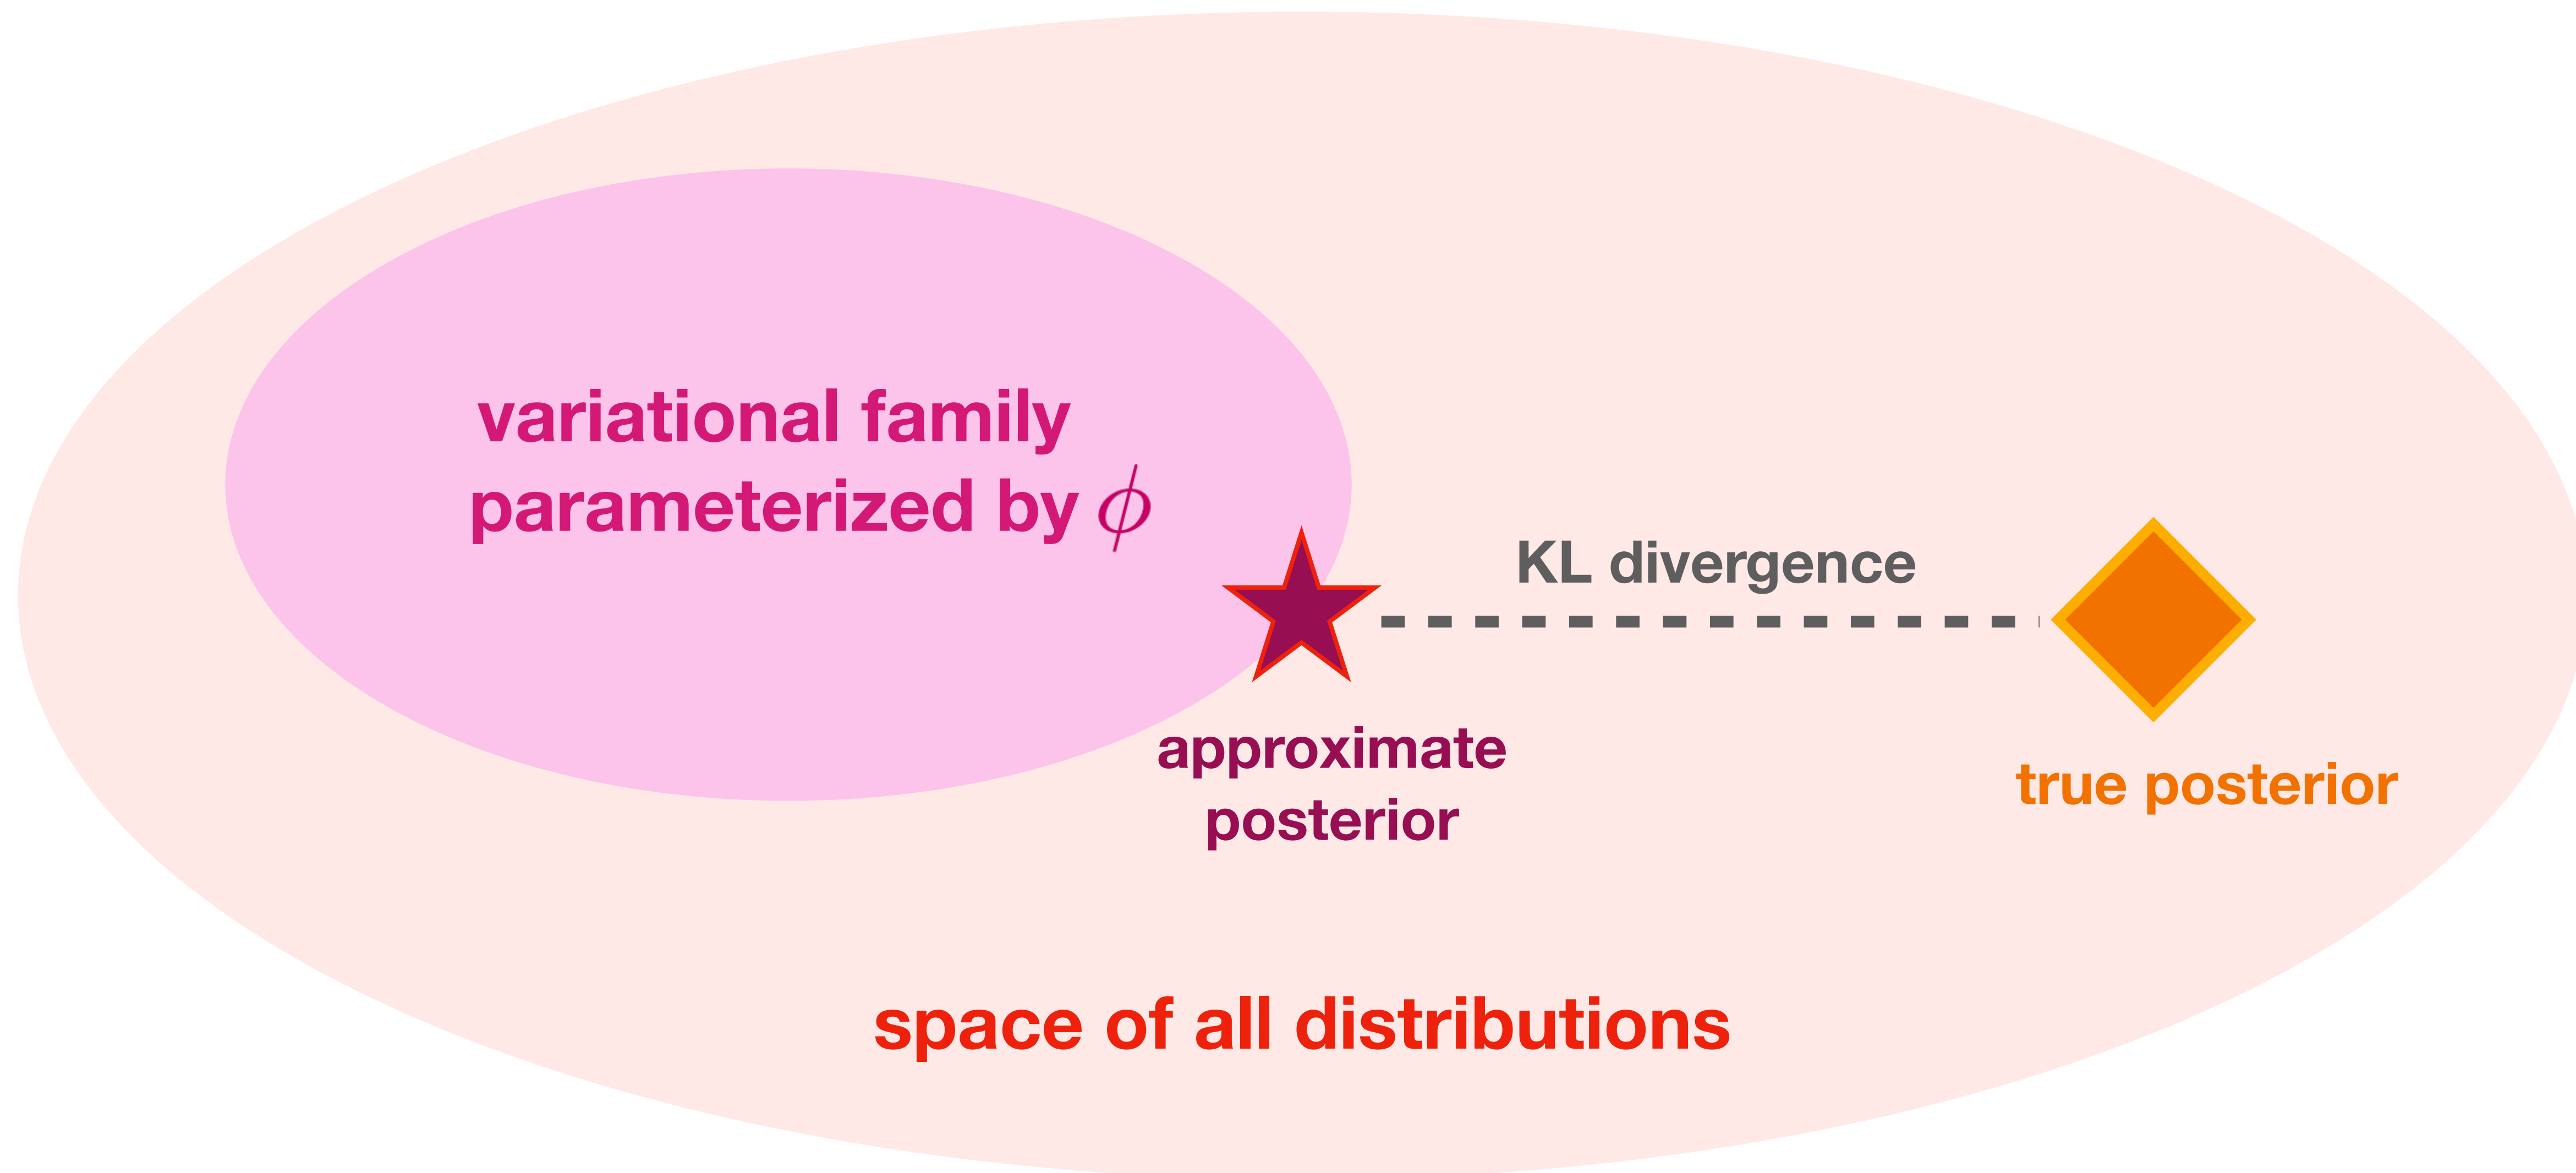 variational family
parameterized by ϕ
KL divergence
approximate
posterior
true posterior
space of all distributions